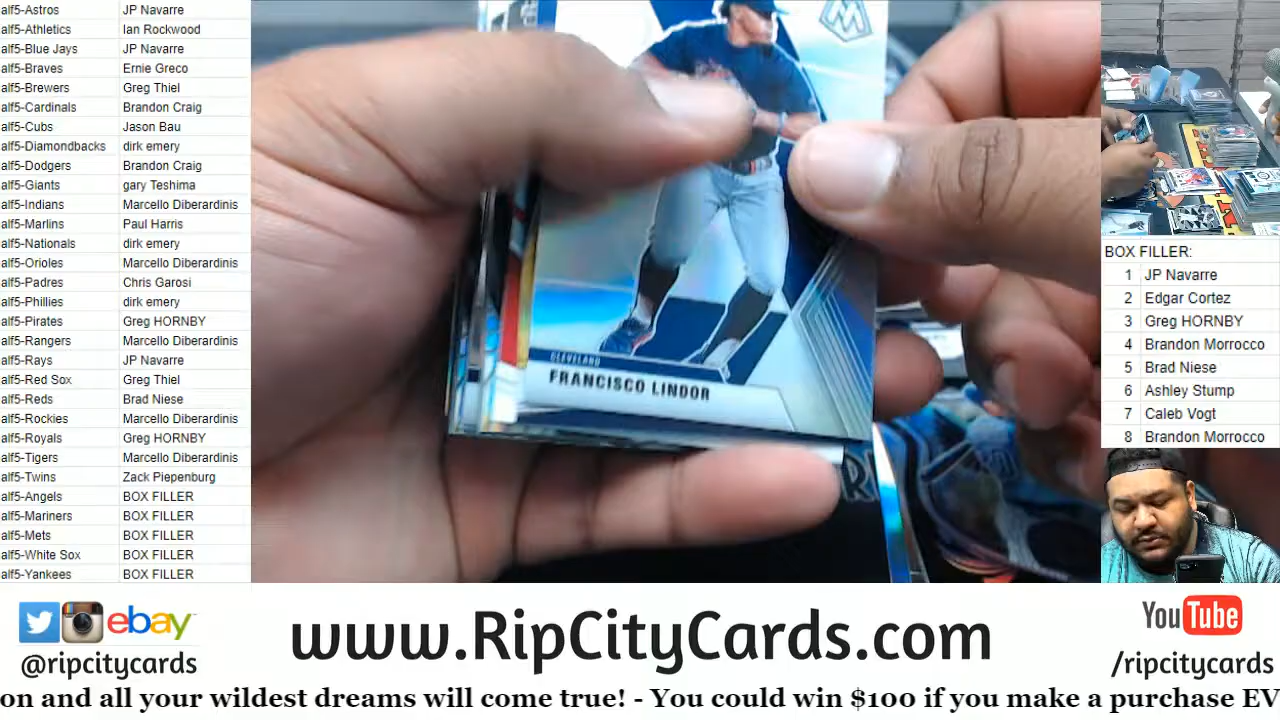 alf5-Astros JP Navarre
alf5-Athletics Ian Rockwood
alf5-Blue Jays JP Navarre
alf5-Braves Ernie Greco
alf5-Brewers Greg Thiel
alf5-Cardinals Brandon Craig
alf5-Cubs Jason Bau
alf5-Diamondbacks dirk emery
alf5-Dodgers Brandon Craig
alf5-Giants gary Teshima
alf5-Indians Marcello Diberardinis
alf5-Marlins Paul Harris
alf5-Nationals dirk emery
alf5-Orioles Marcello Diberardinis
alf5-Padres Chris Garosi
alf5-Phillies dirk emery
alf5-Pirates Greg HORNBY
alf5-Rangers Marcello Diberardinis
alf5-Rays JP Navarre
alf5-Red Sox Greg Thiel
alf5-Reds Brad Niese
alf5-Rockies Marcello Diberardinis
alf5-Royals Greg HORNBY
alf5-Tigers Marcello Diberardinis
alf5-Twins Zack Piepenburg
alf5-Angels BOX FILLER
alf5-Mariners BOX FILLER
alf5-Mets BOX FILLER
alf5-White Sox BOX FILLER
alf5-Yankees BOX FILLER
M
CLEVELAND
FRANCISCO LINDOR
BOX FILLER:
1 JP Navarre
2 Edgar Cortez
3 Greg HORNBY
4 Brandon Morrocco
5 Brad Niese
6 Ashley Stump
7 Caleb Vogt
8 Brandon Morrocco
ebay
@ripcitycards
www.RipCityCards.com
YouTube
/ripcitycards
on and all your wildest dreams will come true! - You could win $100 if you make a purchase EV